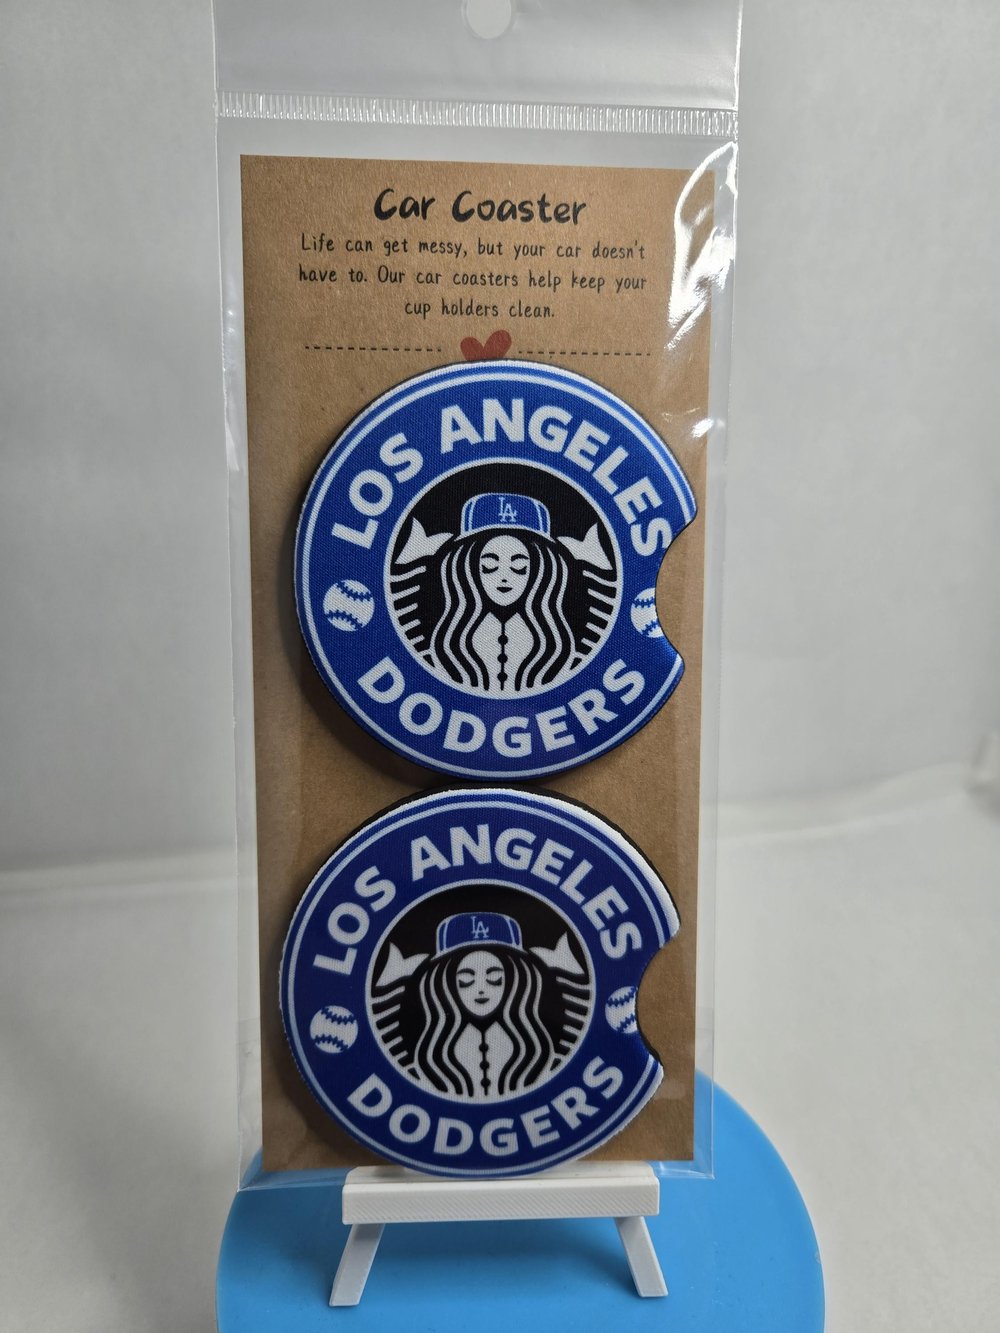 Car Coaster
Life can get messy, but your car doesn't
have to. Our car coasters help keep your
cup holders clean.
LOS ANGELES
LA
DODGERS
LOS ANGELES
LA
DODGERS